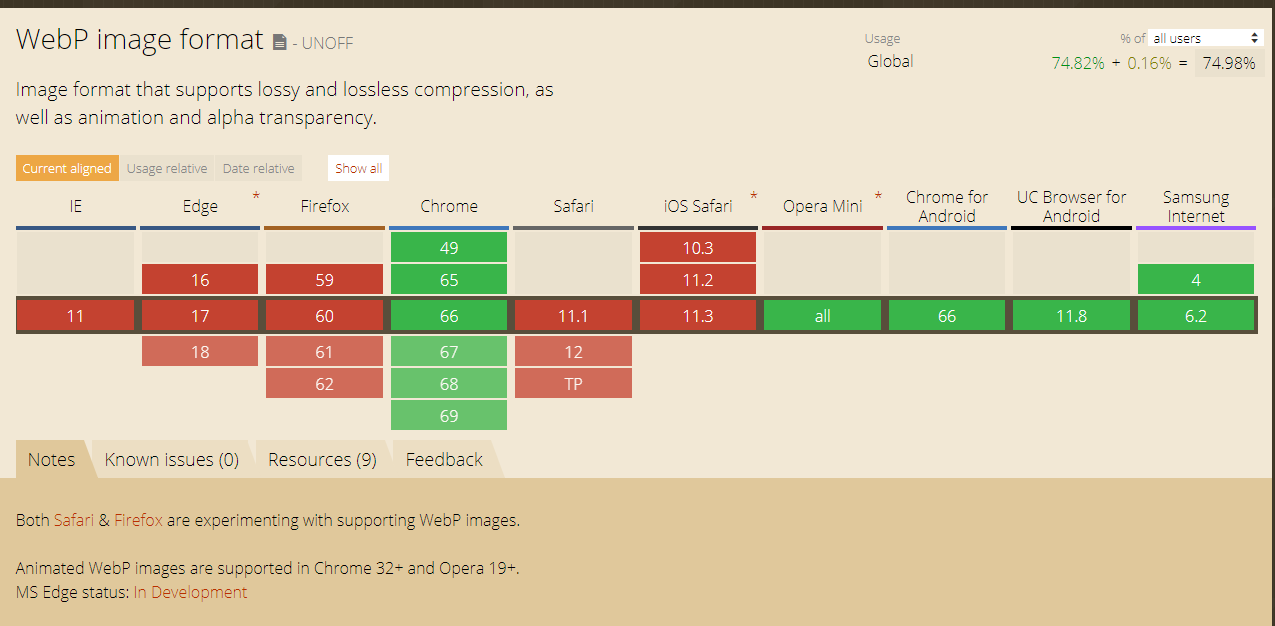 WebP image format - UNOFF
Usage % of all users
Global 74.82% + 0.16% = 74.98%
Image format that supports lossy and lossless compression, as
well as animation and alpha transparency.
Current aligned Usage relative Date relative Show all
IE Edge * Firefox Chrome Safari iOS Safari * Opera Mini * Chrome for Android UC Browser for Android Samsung Internet
49 10.3
16 59 65 11.2 4
11 17 60 66 11.1 11.3 all 66 11.8 6.2
18 61 67 12
62 68 TP
69
Notes Known issues (0) Resources (9) Feedback
Both Safari & Firefox are experimenting with supporting WebP images.
Animated WebP images are supported in Chrome 32+ and Opera 19+.
MS Edge status: In Development